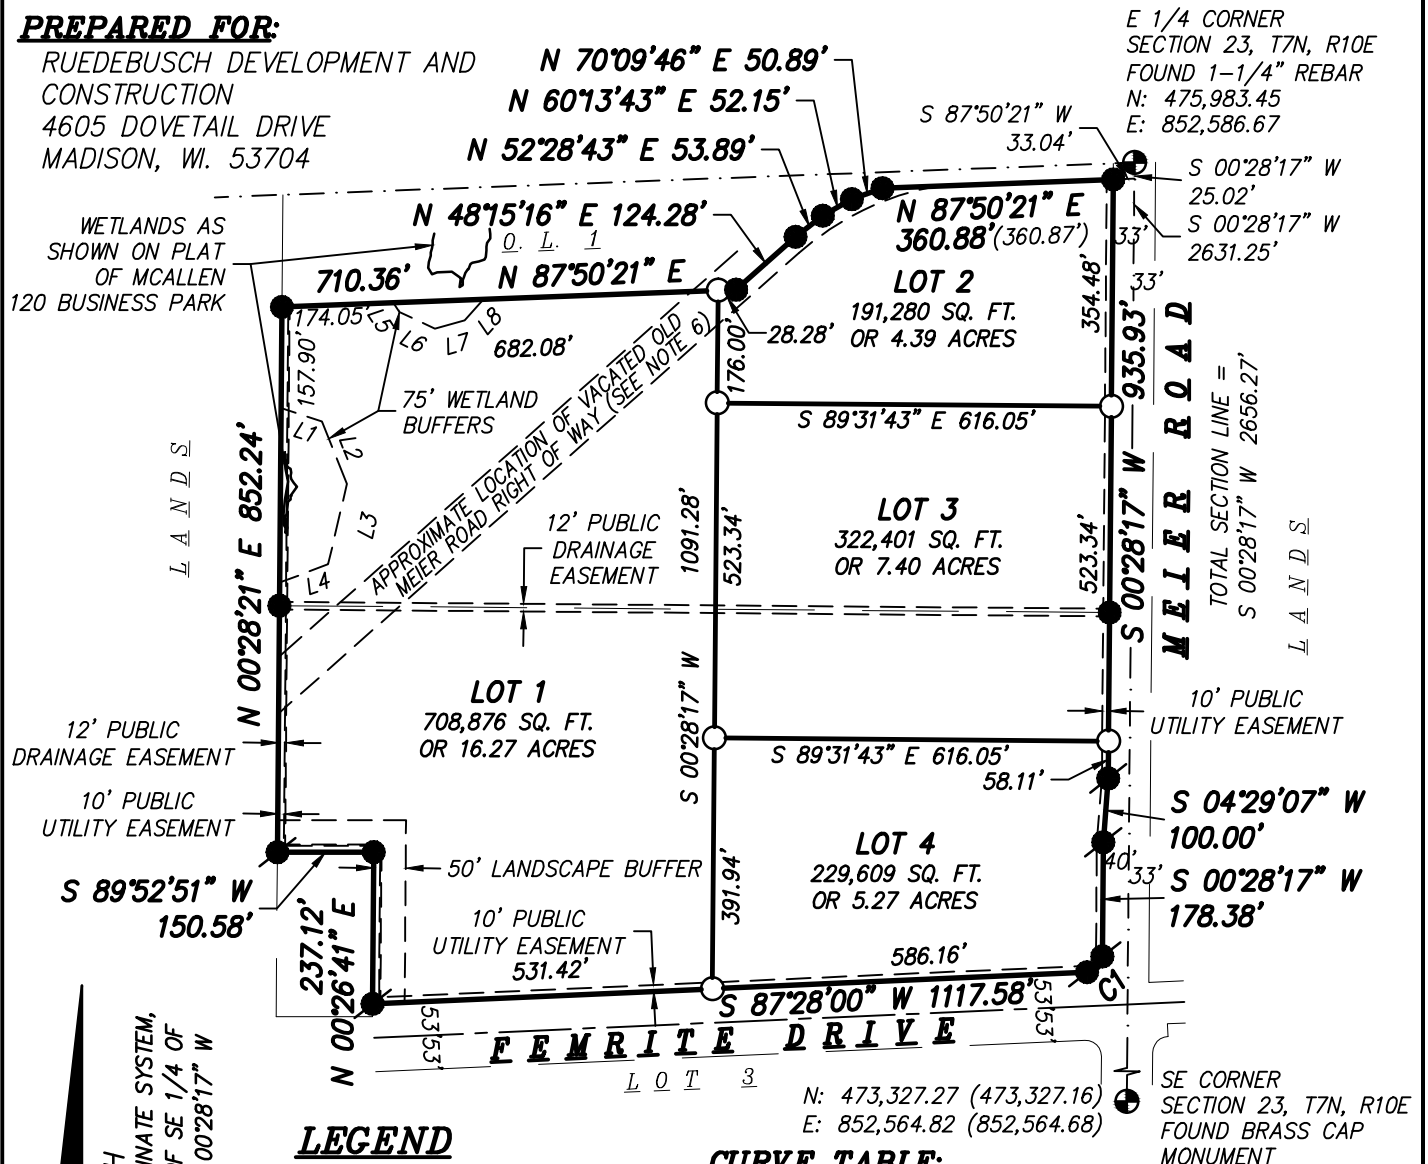 PREPARED FOR:
RUEDEBUSCH DEVELOPMENT AND
CONSTRUCTION
4605 DOVETAIL DRIVE
MADISON, WI. 53704
N 70°09'46" E 50.89'
N 60°13'43" E 52.15'
N 52°28'43" E 53.89'
N 48°15'16" E 124.28'
E 1/4 CORNER
SECTION 23, T7N, R10E
FOUND 1-1/4" REBAR
N: 475,983.45
E: 852,586.67
S 87°50'21" W
33.04'
S 00°28'17" W
25.02'
S 00°28'17" W
2631.25'
WETLANDS AS
SHOWN ON PLAT
OF MCALLEN
120 BUSINESS PARK
O. L. 1
710.36'
N 87°50'21" E
N 87°50'21" E
360.88' (360.87')
33'
33'
174.05'
L5
L6
L7
L8
682.08'
28.28'
176.00'
LOT 2
191,280 SQ. FT.
OR 4.39 ACRES
354.48'
935.93'
157.90'
L1
L2
L3
L4
75' WETLAND
BUFFERS
APPROXIMATE LOCATION OF VACATED OLD
MEIER ROAD RIGHT OF WAY (SEE NOTE 6)
S 89°31'43" E 616.05'
MEIER ROAD
TOTAL SECTION LINE =
S 00°28'17" W 2656.27'
LANDS
LANDS
N 00°28'21" E 852.24'
12' PUBLIC
DRAINAGE
EASEMENT
1091.28'
523.34'
LOT 3
322,401 SQ. FT.
OR 7.40 ACRES
523.34'
S 00°28'17" W
LOT 1
708,876 SQ. FT.
OR 16.27 ACRES
S 00°28'17" W
10' PUBLIC
UTILITY EASEMENT
12' PUBLIC
DRAINAGE EASEMENT
S 89°31'43" E 616.05'
58.11'
10' PUBLIC
UTILITY EASEMENT
S 04°29'07" W
100.00'
LOT 4
229,609 SQ. FT.
OR 5.27 ACRES
40'
33'
S 00°28'17" W
178.38'
50' LANDSCAPE BUFFER
S 89°52'51" W
150.58'
391.94'
237.12'
N 00°26'41" E
10' PUBLIC
UTILITY EASEMENT
531.42'
586.16'
C1
S 87°28'00" W 1117.58'
53'
53'
53'
53'
FEMRITE DRIVE
LOT 3
N: 473,327.27 (473,327.16)
E: 852,564.82 (852,564.68)
SE CORNER
SECTION 23, T7N, R10E
FOUND BRASS CAP
MONUMENT
INATE SYSTEM,
OF SE 1/4 OF
00°28'17" W
H
LEGEND
CURVE TABLE: